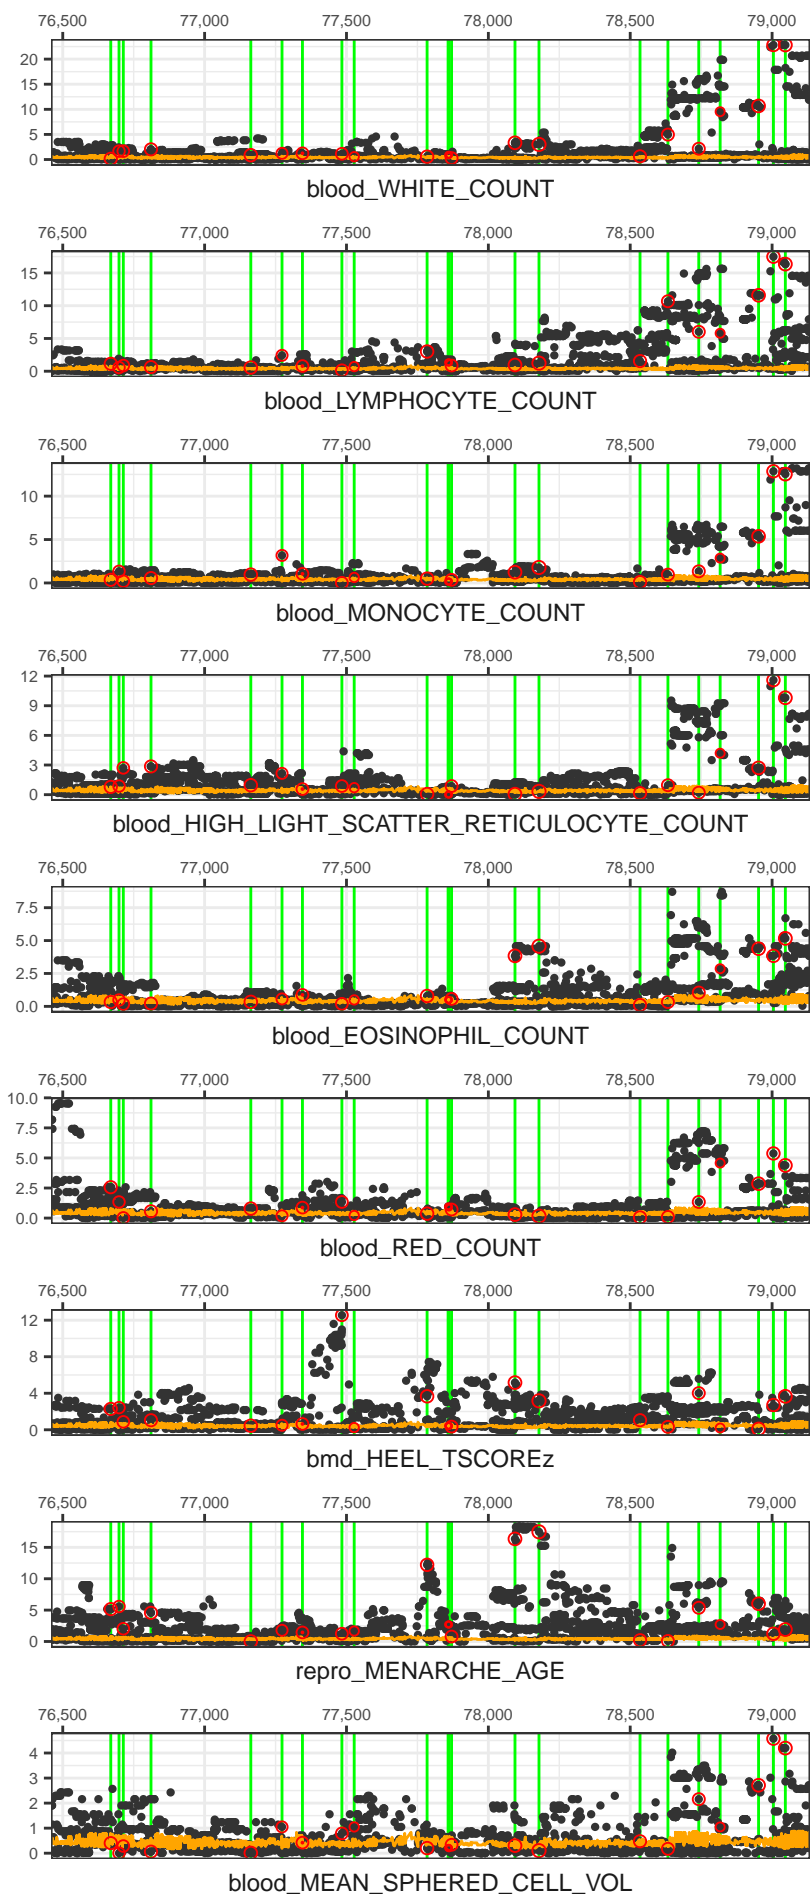 76,500 77,000 77,500 78,000 78,500 79,000
20
15
10
5
0
blood_WHITE_COUNT
76,500 77,000 77,500 78,000 78,500 79,000
15
10
5
0
blood_LYMPHOCYTE_COUNT
76,500 77,000 77,500 78,000 78,500 79,000
10
5
0
blood_MONOCYTE_COUNT
76,500 77,000 77,500 78,000 78,500 79,000
12
9
6
3
0
blood_HIGH_LIGHT_SCATTER_RETICULOCYTE_COUNT
76,500 77,000 77,500 78,000 78,500 79,000
7.5
5.0
2.5
0.0
blood_EOSINOPHIL_COUNT
76,500 77,000 77,500 78,000 78,500 79,000
10.0
7.5
5.0
2.5
0.0
blood_RED_COUNT
76,500 77,000 77,500 78,000 78,500 79,000
12
8
4
0
bmd_HEEL_TSCOREz
76,500 77,000 77,500 78,000 78,500 79,000
15
10
5
0
repro_MENARCHE_AGE
76,500 77,000 77,500 78,000 78,500 79,000
4
3
2
1
0
blood_MEAN_SPHERED_CELL_VOL